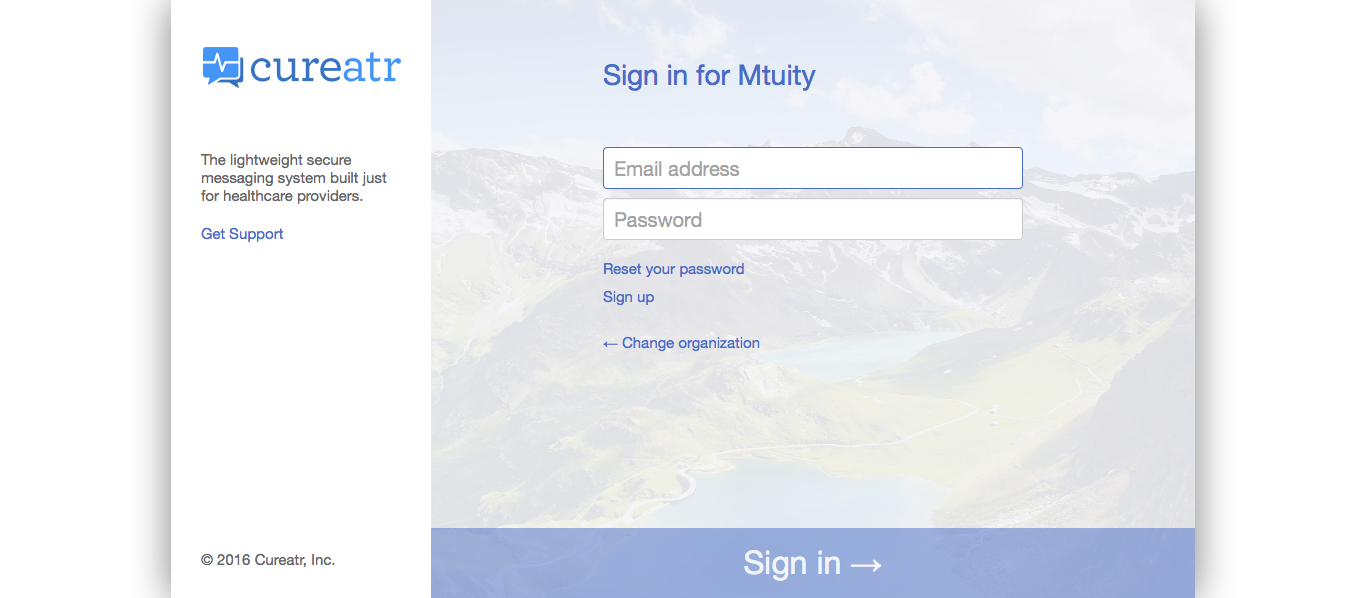 cureatr
The lightweight secure
messaging system built just
for healthcare providers.
Get Support
© 2016 Cureatr, Inc.
Sign in for Mtuity
Email address
Password
Reset your password
Sign up
← Change organization
Sign in →